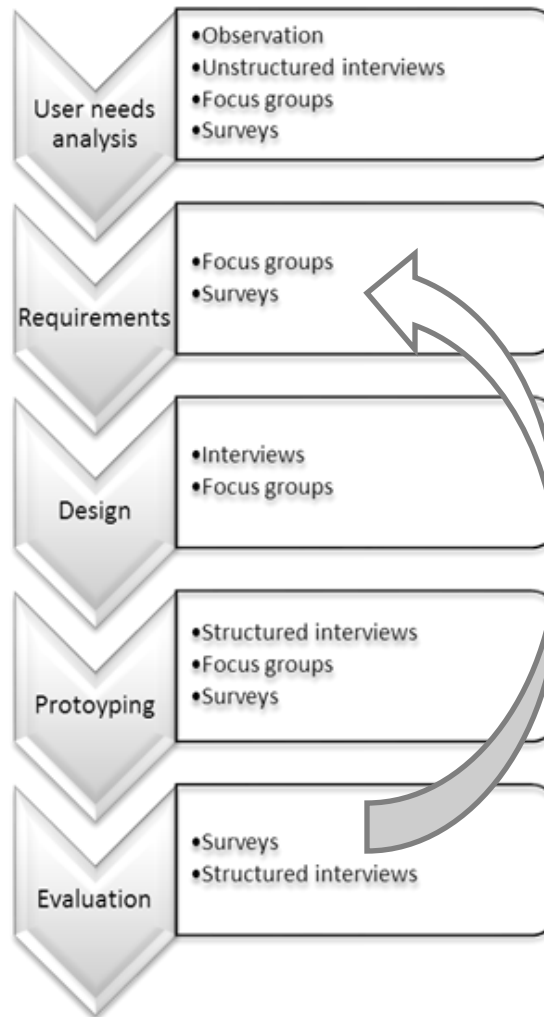 User needs
analysis
•Observation
•Unstructured interviews
•Focus groups
•Surveys
Requirements
•Focus groups
•Surveys
Design
•Interviews
•Focus groups
Protoyping
•Structured interviews
•Focus groups
•Surveys
Evaluation
•Surveys
•Structured interviews